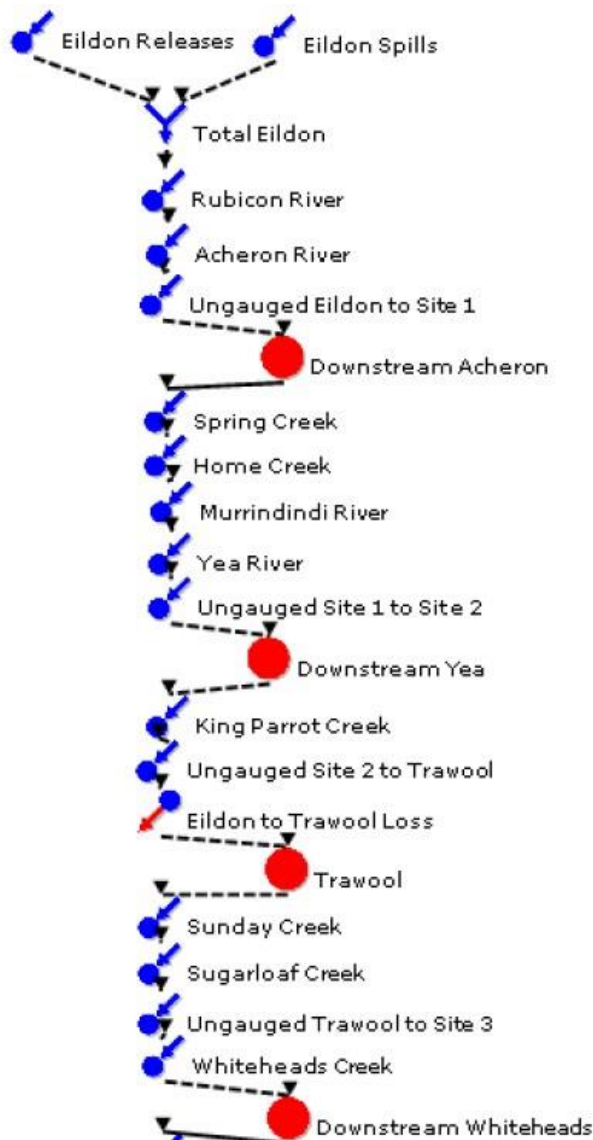 Eildon Releases
Eildon Spills
Total Eildon
Rubicon River
Acheron River
Ungauged Eildon to Site 1
Downstream Acheron
Spring Creek
Home Creek
Murrindindi River
Yea River
Ungauged Site 1 to Site 2
Downstream Yea
King Parrot Creek
Ungauged Site 2 to Trawool
Eildon to Trawool Loss
Trawool
Sunday Creek
Sugarloaf Creek
Ungauged Trawool to Site 3
Whiteheads Creek
Downstream Whiteheads